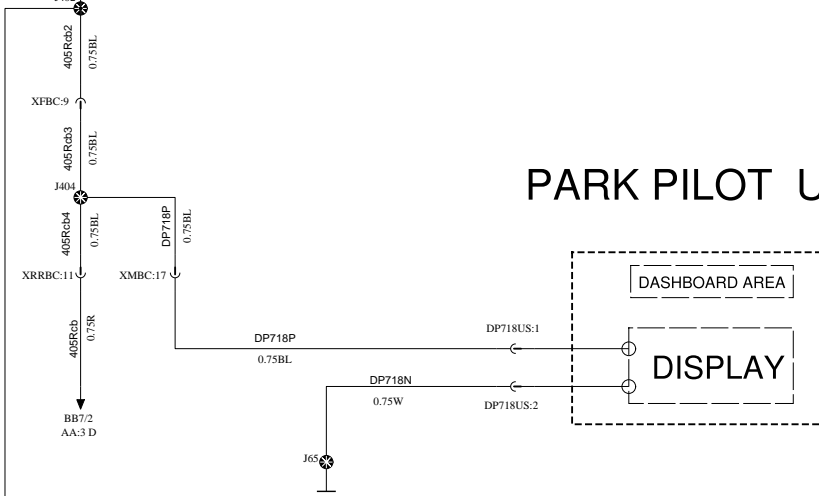 405Rcb2
0.75BL
XFBC:9
405Rcb3
0.75BL
PARK PILOT U
J404
405Rcb4
0.75BL
DP718P
0.75BL
XRRBC:11
XMBC:17
DASHBOARD AREA
405Rcb
0.75R
DP718P
0.75BL
DP718US:1
DISPLAY
DP718N
0.75W
DP718US:2
BB7/2
AA:3 D
J65